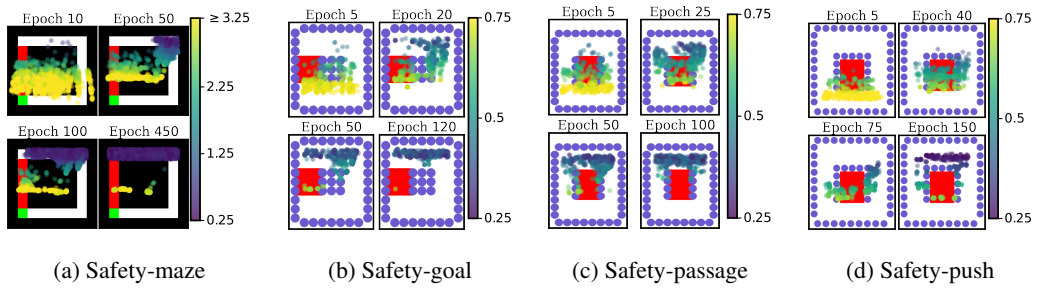 Epoch 10 Epoch 50
≥ 3.25
2.25
1.25
0.25
Epoch 100 Epoch 450
(a) Safety-maze
Epoch 5 Epoch 20
0.75
0.5
0.25
Epoch 50 Epoch 120
(b) Safety-goal
Epoch 5 Epoch 25
0.75
0.5
0.25
Epoch 50 Epoch 100
(c) Safety-passage
Epoch 5 Epoch 40
0.75
0.5
0.25
Epoch 75 Epoch 150
(d) Safety-push